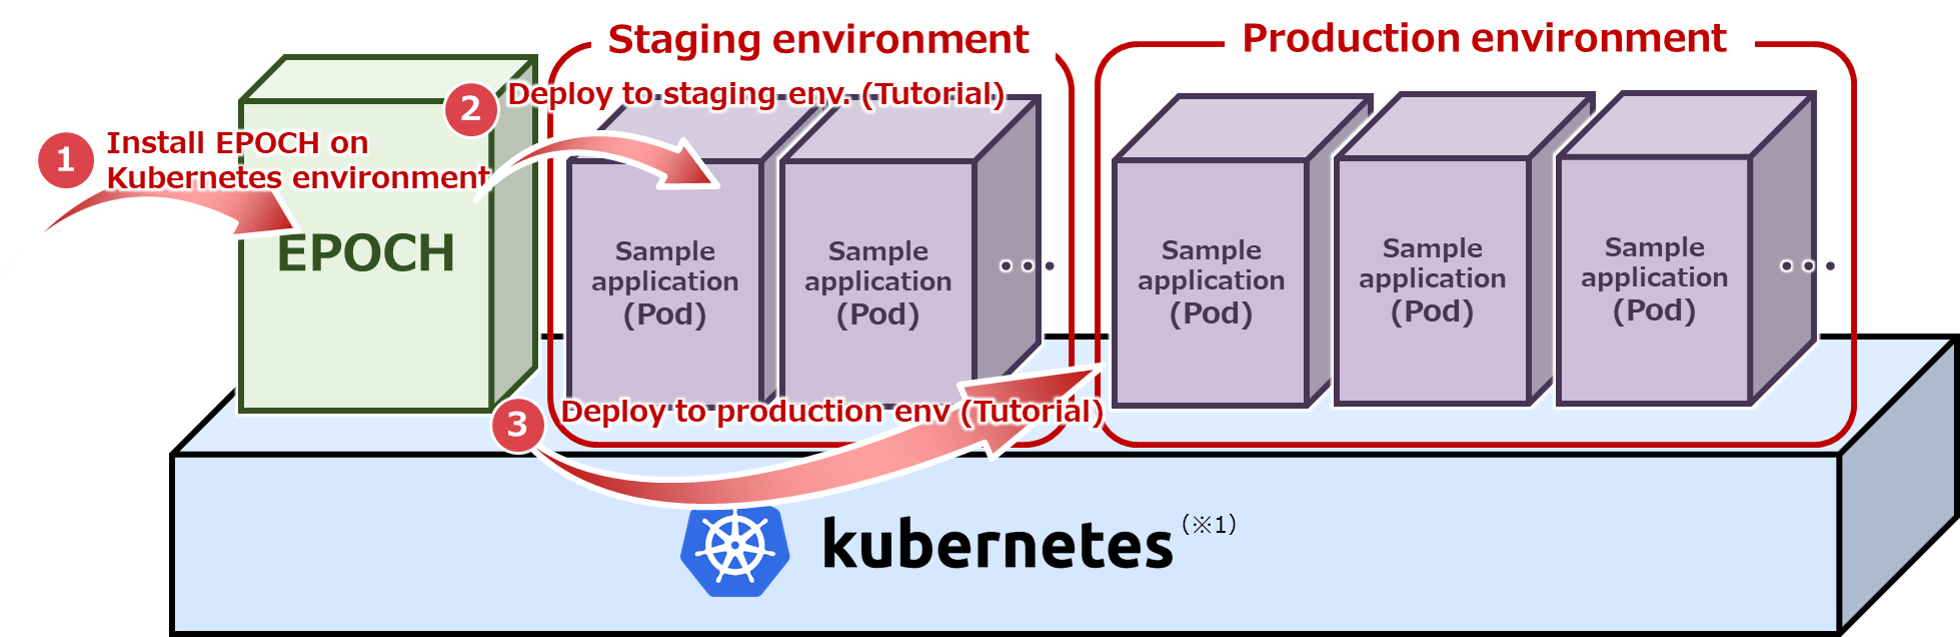 Staging environment
Production environment
2
Deploy to staging env. (Tutorial)
1
Install EPOCH on
Kubernetes environment
EPOCH
Sample
application
(Pod)
Sample
application
(Pod)
•••
Sample
application
(Pod)
Sample
application
(Pod)
Sample
application
(Pod)
•••
3
Deploy to production env (Tutorial)
kubernetes (※1)